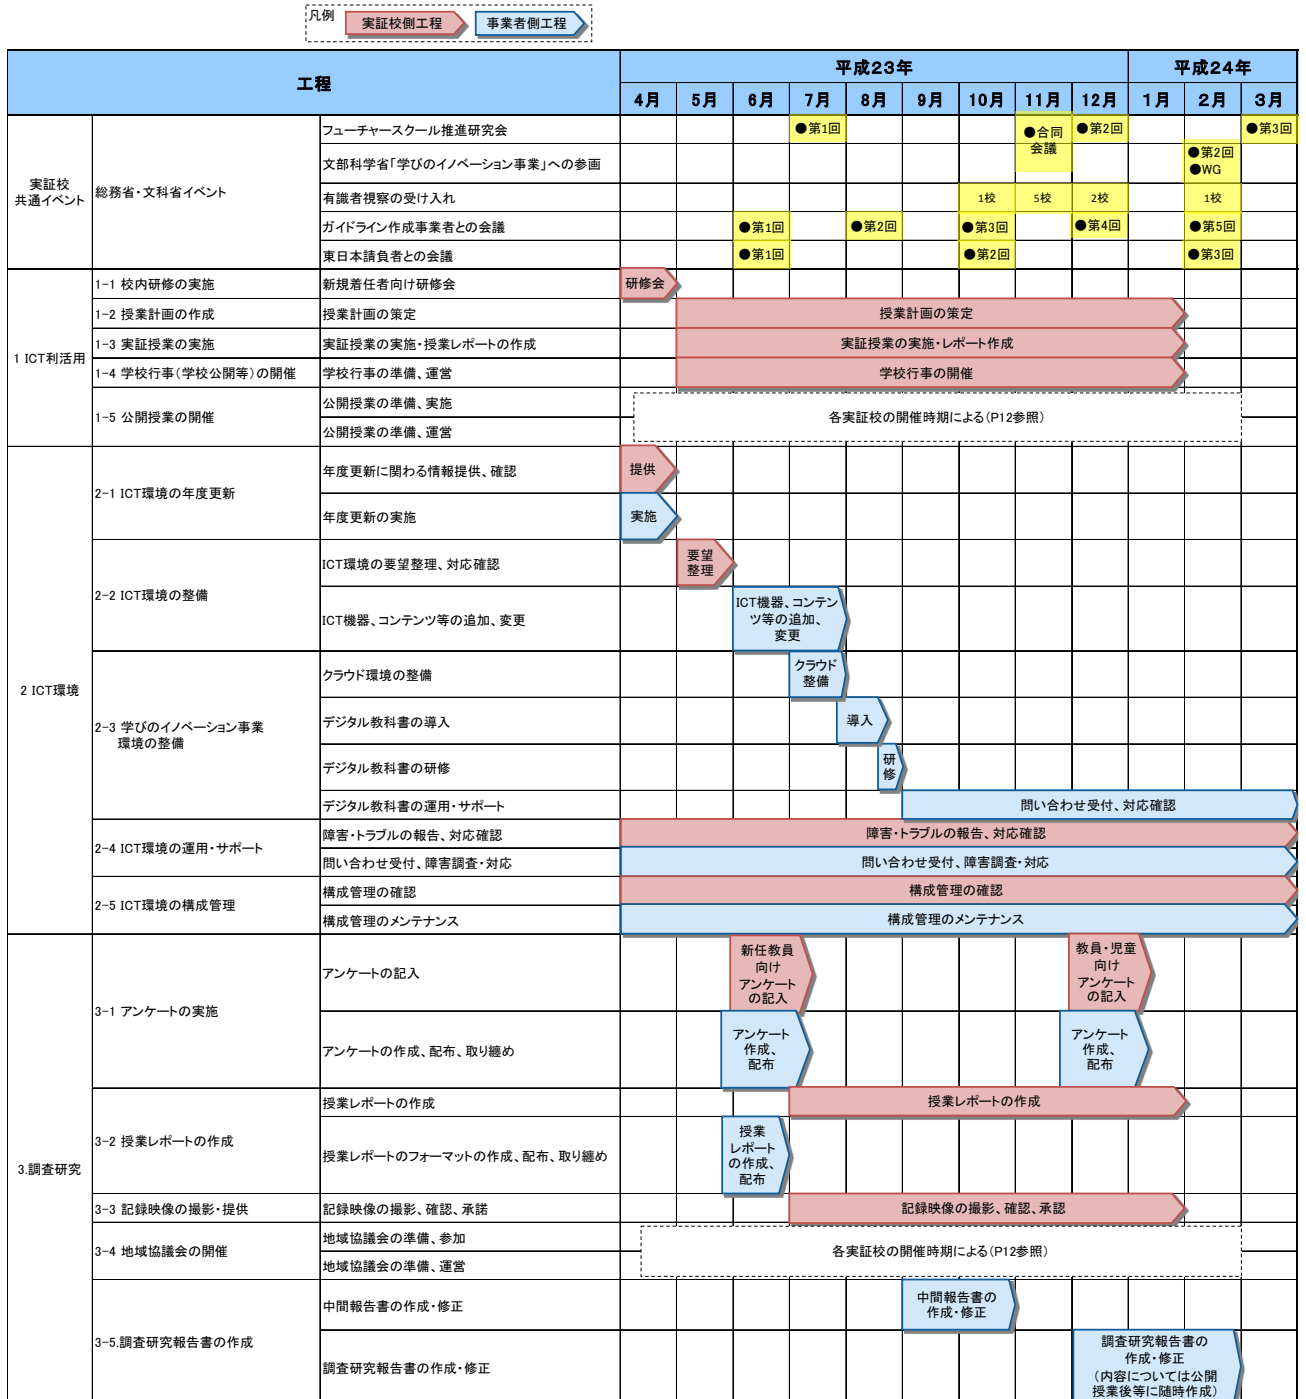 凡例
実証校側工程
事業者側工程
工程
平成23年
平成24年
4月
5月
6月
7月
8月
9月
10月
11月
12月
1月
2月
3月
実証校
共通イベント
総務省・文科省イベント
フューチャースクール推進研究会
●第1回
●合同
会議
●第2回
●第3回
文部科学省「学びのイノベーション事業」への参画
●第2回
●WG
有識者視察の受け入れ
1校
5校
2校
1校
ガイドライン作成事業者との会議
●第1回
●第2回
●第3回
●第4回
●第5回
東日本請負者との会議
●第1回
●第2回
●第3回
1 ICT利活用
1-1 校内研修の実施
新規着任者向け研修会
研修会
1-2 授業計画の作成
授業計画の策定
授業計画の策定
1-3 実証授業の実施
実証授業の実施・授業レポートの作成
実証授業の実施・レポート作成
1-4 学校行事(学校公開等)の開催
学校行事の準備、運営
学校行事の開催
1-5 公開授業の開催
公開授業の準備、実施
公開授業の準備、運営
各実証校の開催時期による(P12参照)
2 ICT環境
2-1 ICT環境の年度更新
年度更新に関わる情報提供、確認
提供
年度更新の実施
実施
2-2 ICT環境の整備
ICT環境の要望整理、対応確認
要望
整理
ICT機器、コンテンツ等の追加、変更
ICT機器、コンテン
ツ等の追加、
変更
2-3 学びのイノベーション事業
環境の整備
クラウド環境の整備
クラウド
整備
デジタル教科書の導入
導入
デジタル教科書の研修
研
修
デジタル教科書の運用・サポート
問い合わせ受付、対応確認
2-4 ICT環境の運用・サポート
障害・トラブルの報告、対応確認
障害・トラブルの報告、対応確認
問い合わせ受付、障害調査・対応
問い合わせ受付、障害調査・対応
2-5 ICT環境の構成管理
構成管理の確認
構成管理の確認
構成管理のメンテナンス
構成管理のメンテナンス
3.調査研究
3-1 アンケートの実施
アンケートの記入
新任教員
向け
アンケート
の記入
教員・児童
向け
アンケート
の記入
アンケートの作成、配布、取り纏め
アンケート
作成、
配布
アンケート
作成、
配布
3-2 授業レポートの作成
授業レポートの作成
授業レポートの作成
授業レポートのフォーマットの作成、配布、取り纏め
授業
レポート
の作成、
配布
3-3 記録映像の撮影・提供
記録映像の撮影、確認、承諾
記録映像の撮影、確認、承認
3-4 地域協議会の開催
地域協議会の準備、参加
地域協議会の準備、運営
各実証校の開催時期による(P12参照)
3-5.調査研究報告書の作成
中間報告書の作成・修正
中間報告書の
作成・修正
調査研究報告書の作成・修正
調査研究報告書の
作成・修正
(内容については公開
授業後等に随時作成)